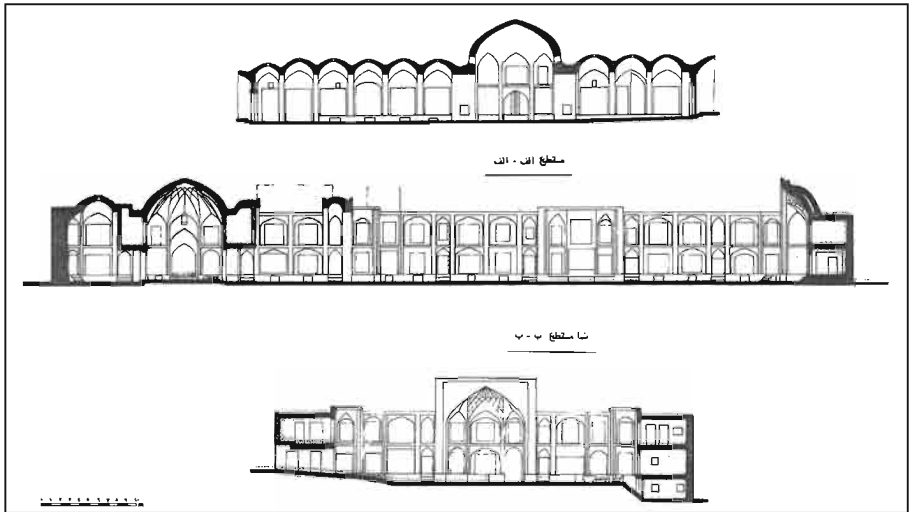 مقطع الف - الف
نما مقطع ب - ب